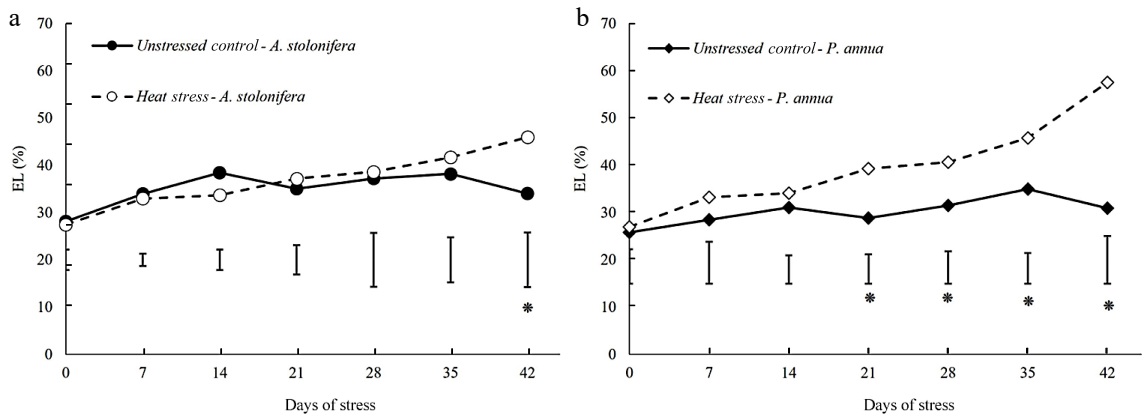 a
70
60
50
40
30
20
10
0
EL (%)
Unstressed control - A. stolonifera
Heat stress - A. stolonifera
*
0 7 14 21 28 35 42
Days of stress
b
70
60
50
40
30
20
10
0
EL (%)
Unstressed control - P. annua
Heat stress - P. annua
* * * *
0 7 14 21 28 35 42
Days of stress